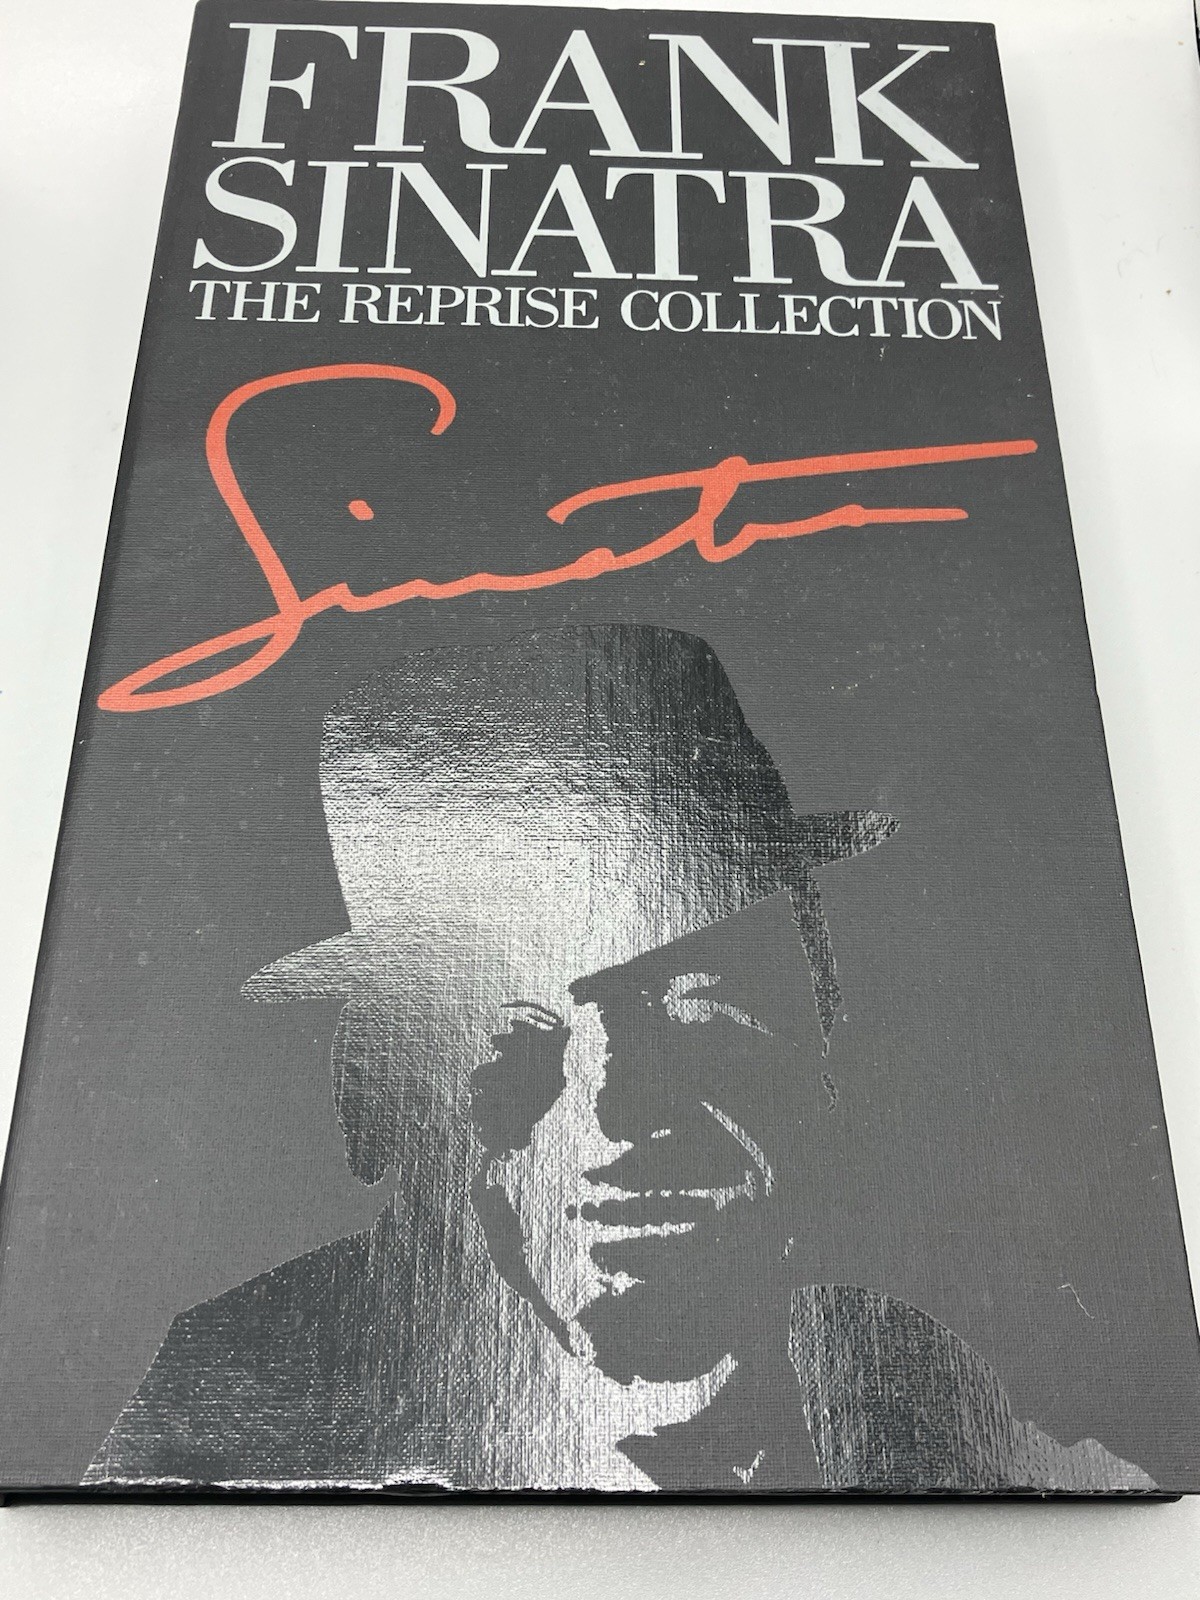 FRANK
SINATRA
THE REPRISE COLLECTION
Sinatra